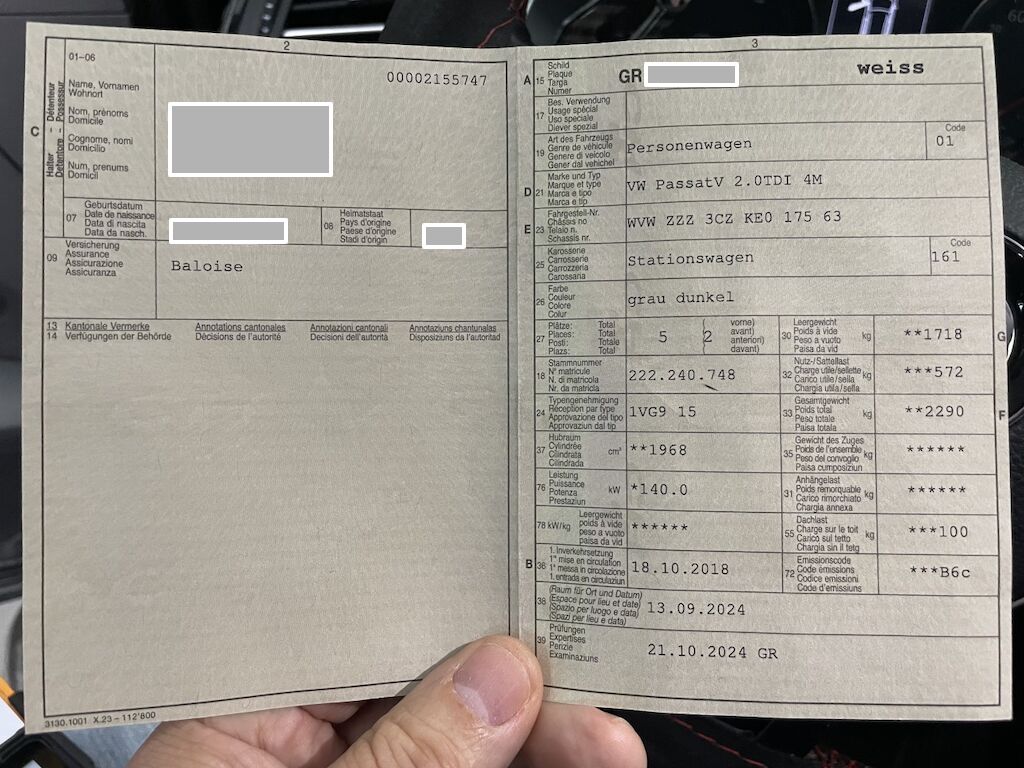 2
01-06
00002155747
Halter – Détenteur
Detentore – Possessur
C
Name, Vornamen
Wohnort
Nom, prénoms
Domicile
Cognome, nomi
Domicilio
Num, prenums
Domicil
07
Geburtsdatum
Date de naissance
Data di nascita
Data da nasch.
08
Heimatstaat
Pays d'origine
Paese d'origine
Stadi d'origin
09
Versicherung
Assurance
Assicurazione
Assicuranza
Baloise
13 Kantonale Vermerke Annotations cantonales Annotazioni cantonali Annotaziuns chantunalas
14 Verfügungen der Behörde Décisions de l'autorité Decisioni dell'autorità Disposiziuns da l'autoritad
3130.1001 X.23 – 112'800
3
A 15
Schild
Plaque
Targa
Numer
GR
weiss
17
Bes. Verwendung
Usage spécial
Uso speciale
Diever spezial
19
Art des Fahrzeugs
Genre de véhicule
Genere di veicolo
Gener dal vehichel
Personenwagen
Code
01
D 21
Marke und Typ
Marque et type
Marca e tipo
Marca e tip
VW PassatV 2.0TDI 4M
E 23
Fahrgestell-Nr.
Châssis no
Telaio n.
Schassis nr.
WVW ZZZ 3CZ KE0 175 63
25
Karosserie
Carrosserie
Carrozzeria
Carossaria
Stationswagen
Code
161
26
Farbe
Couleur
Colore
Colur
grau dunkel
27
Plätze: Total
Places: Total
Posti: Totale
Plazs: Total
5
(2
vorne)
avant)
anteriori)
davant)
30
Leergewicht
Poids à vide
Peso a vuoto
Paisa da vid
kg
**1718
G
18
Stammnummer
N° matricule
N. di matricola
Nr. da matricla
222.240.748
32
Nutz-/Sattellast
Charge utile/sellette
Carico utile/sella
Chargia utila/sella
kg
***572
24
Typengenehmigung
Réception par type
Approvazione del tipo
Approvaziun dal tip
1VG9 15
33
Gesamtgewicht
Poids total
Peso totale
Paisa totala
kg
**2290
F
37
Hubraum
Cylindrée
Cilindrata
Cilindrada
cm³
**1968
35
Gewicht des Zuges
Poids de l'ensemble
Peso del convoglio
Paisa cumposiziun
kg
******
76
Leistung
Puissance
Potenza
Prestaziun
kW
*140.0
31
Anhängelast
Poids remorquable
Carico rimorchiato
Chargia annexa
kg
******
78 kW/kg
Leergewicht
poids à vide
peso a vuoto
paisa da vid
******
55
Dachlast
Charge sur le toit
Carico sul tetto
Chargia sin il tetg
kg
***100
B 36
1. Inverkehrsetzung
1re mise en circulation
1a messa in circolazione
1. entrada en circulaziun
18.10.2018
72
Emissionscode
Code émissions
Codice emissioni
Code d'emissiuns
***B6c
38
(Raum für Ort und Datum)
(Espace pour lieu et date)
(Spazio per luogo e data)
(Spazi per lieu e data)
13.09.2024
39
Prüfungen
Expertises
Perizie
Examinaziuns
21.10.2024 GR